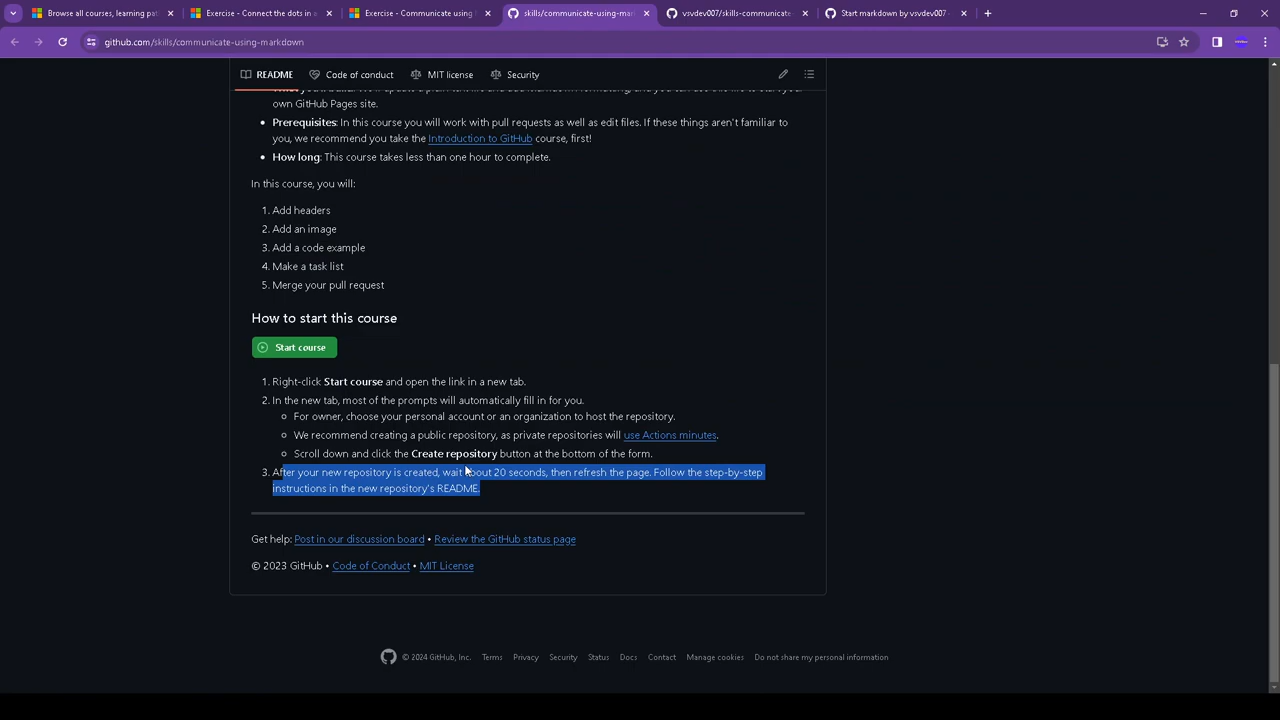 Browse all courses, learning pat
Exercise - Connect the dots in a
Exercise - Communicate using M
skills/communicate-using-mar
vsvdev007/skills-communicate
Start markdown by vsvdev007
github.com/skills/communicate-using-markdown
README
Code of conduct
MIT license
Security
own GitHub Pages site.
Prerequisites: In this course you will work with pull requests as well as edit files. If these things aren't familiar to
you, we recommend you take the Introduction to GitHub course, first!
How long: This course takes less than one hour to complete.
In this course, you will:
1. Add headers
2. Add an image
3. Add a code example
4. Make a task list
5. Merge your pull request
How to start this course
Start course
1. Right-click Start course and open the link in a new tab.
2. In the new tab, most of the prompts will automatically fill in for you.
For owner, choose your personal account or an organization to host the repository.
We recommend creating a public repository, as private repositories will use Actions minutes.
Scroll down and click the Create repository button at the bottom of the form.
3. After your new repository is created, wait about 20 seconds, then refresh the page. Follow the step-by-step
instructions in the new repository's README.
Get help: Post in our discussion board • Review the GitHub status page
© 2023 GitHub • Code of Conduct • MIT License
© 2024 GitHub, Inc. Terms Privacy Security Status Docs Contact Manage cookies Do not share my personal information